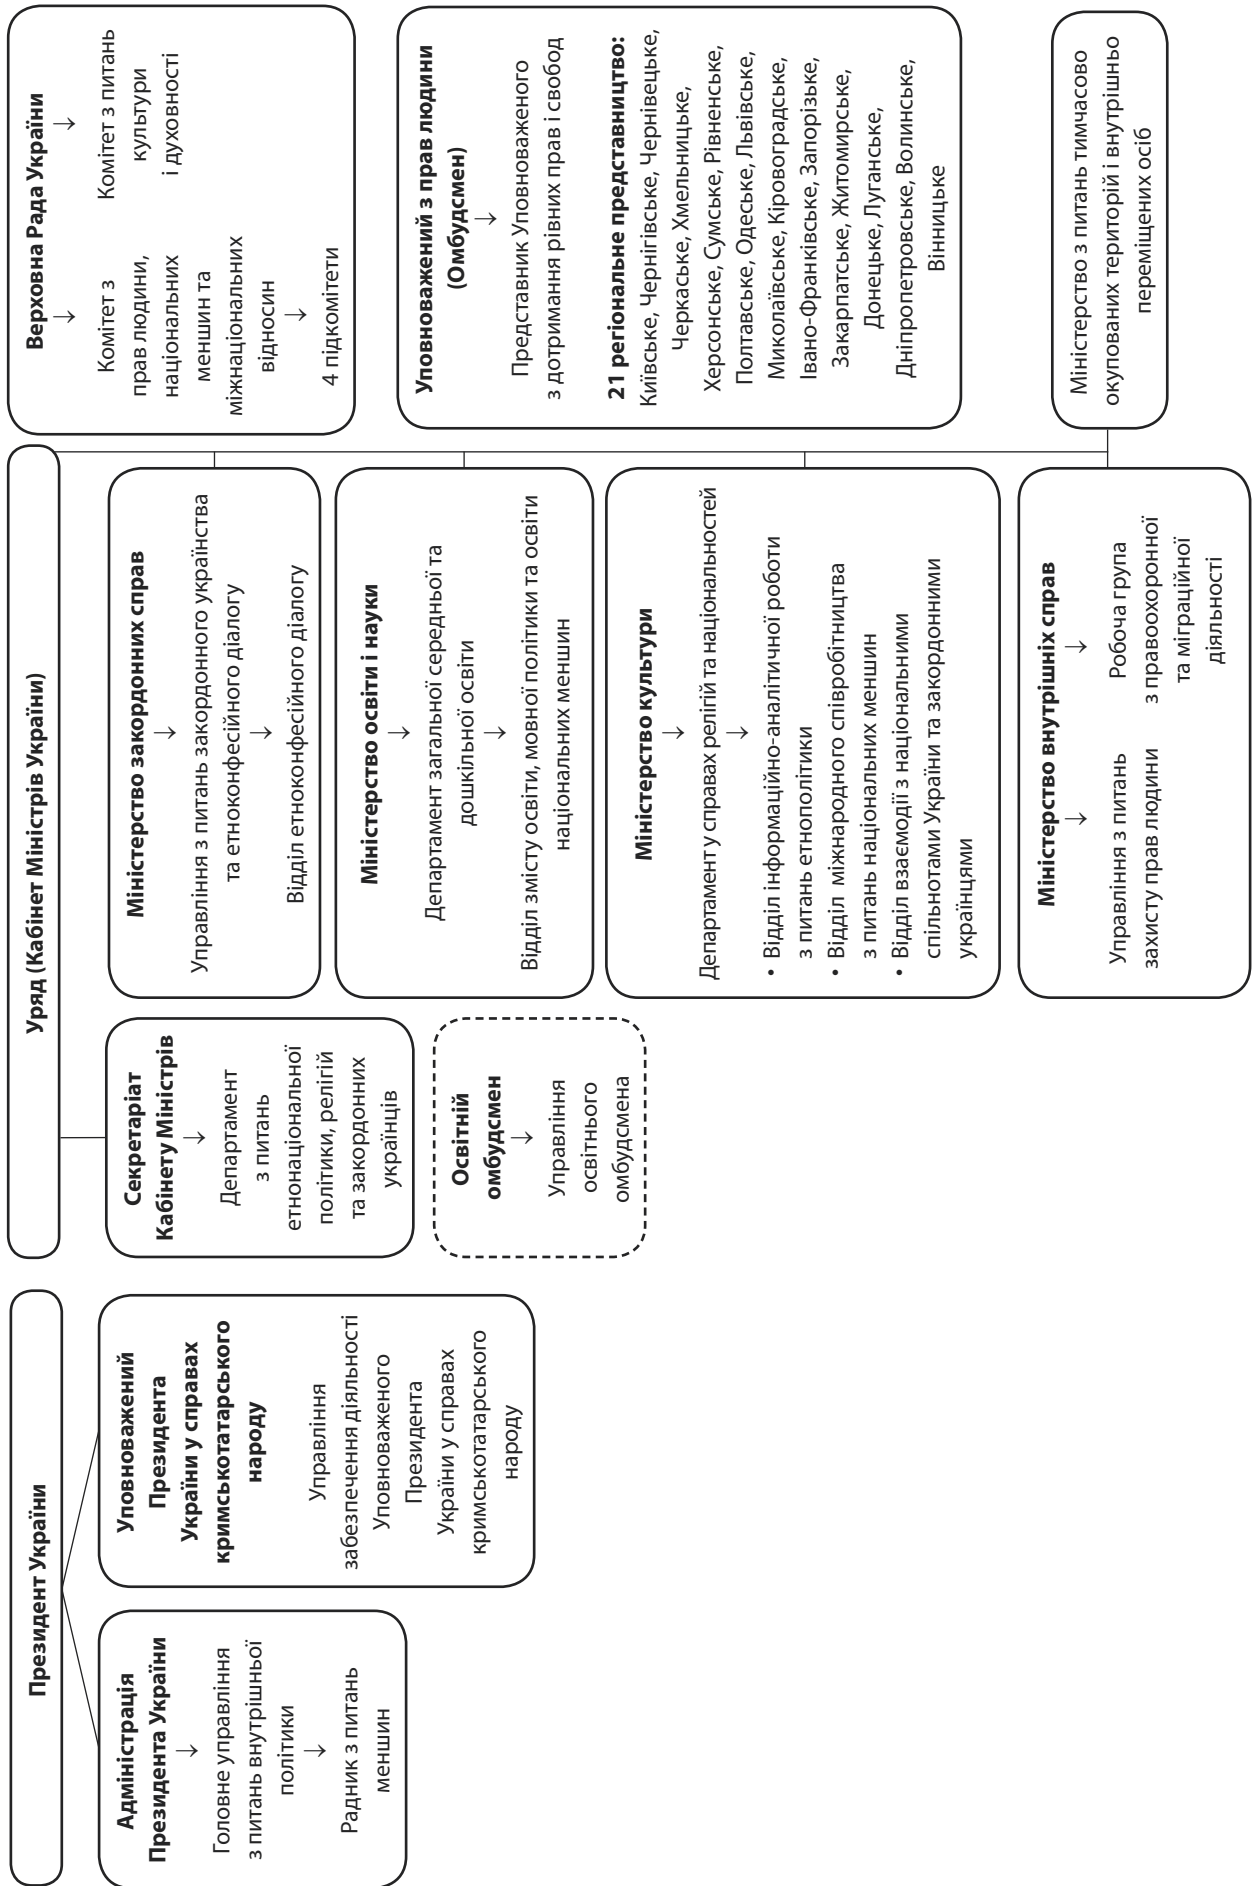 Президент України
Адміністрація
Президента України
↓
Головне управління
з питань внутрішньої
політики
↓
Радник з питань
меншин
Уповноважений
Президента
України у справах
кримськотатарського
народу
Управління
забезпечення діяльності
Уповноваженого
Президента
України у справах
кримськотатарського
народу
Уряд (Кабінет Міністрів України)
Секретаріат
Кабінету Міністрів
↓
Департамент
з питань
етнонаціональної
політики, релігій
та закордонних
українців
Освітній
омбудсмен
↓
Управління
освітнього
омбудсмена
Міністерство закордонних справ
↓
Управління з питань закордонного українства
та етноконфесійного діалогу
↓
Відділ етноконфесійного діалогу
Міністерство освіти і науки
↓
Департамент загальної середньої та
дошкільної освіти
↓
Відділ змісту освіти, мовної політики та освіти
національних меншин
Міністерство культури
↓
Департамент у справах релігій та національностей
↓
• Відділ інформаційно-аналітичної роботи
з питань етнополітики
• Відділ міжнародного співробітництва
з питань національних меншин
• Відділ взаємодії з національними
спільнотами України та закордонними
українцями
Міністерство внутрішніх справ
↓
Управління з питань
захисту прав людини
↓
Робоча група
з правоохоронної
та міграційної
діяльності
Верховна Рада України
↓
Комітет з
прав людини,
національних
меншин та
міжнаціональних
відносин
↓
4 підкомітети
↓
Комітет з питань
культури
і духовності
Уповноважений з прав людини
(Омбудсмен)
↓
Представник Уповноваженого
з дотримання рівних прав і свобод
21 регіональне представництво:
Київське, Чернігівське, Чернівецьке,
Черкаське, Хмельницьке,
Херсонське, Сумське, Рівненське,
Полтавське, Одеське, Львівське,
Миколаївське, Кіровоградське,
Івано-Франківське, Запорізьке,
Закарпатське, Житомирське,
Донецьке, Луганське,
Дніпропетровське, Волинське,
Вінницьке
Міністерство з питань тимчасово
окупованих територій і внутрішньо
переміщених осіб